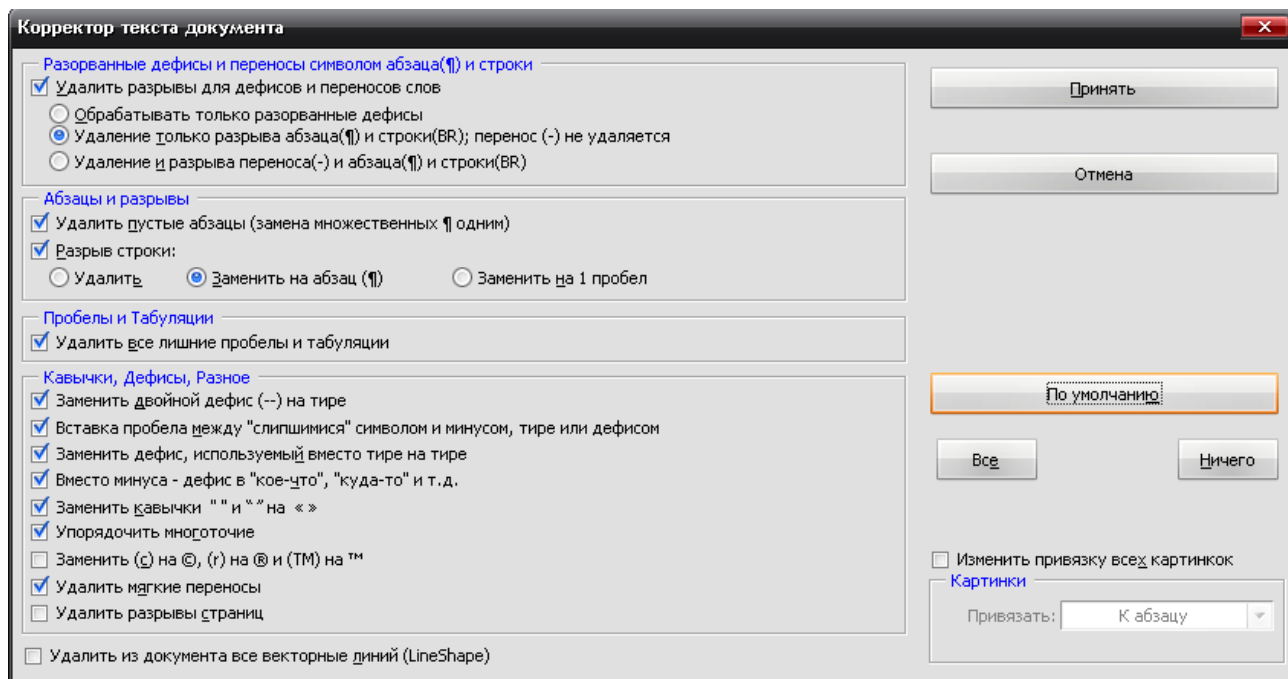 Корректор текста документа
Разорванные дефисы и переносы символом абзаца(¶) и строки
Удалить разрывы для дефисов и переносов слов
Обрабатывать только разорванные дефисы
Удаление только разрыва абзаца(¶) и строки(BR); перенос (-) не удаляется
Удаление и разрыва переноса(-) и абзаца(¶) и строки(BR)
Абзацы и разрывы
Удалить пустые абзацы (замена множественных ¶ одним)
Разрыв строки:
Удалить Заменить на абзац (¶) Заменить на 1 пробел
Пробелы и Табуляции
Удалить все лишние пробелы и табуляции
Кавычки, Дефисы, Разное
Заменить двойной дефис (--) на тире
Вставка пробела между "слипшимися" символом и минусом, тире или дефисом
Заменить дефис, используемый вместо тире на тире
Вместо минуса - дефис в "кое-что", "куда-то" и т.д.
Заменить кавычки " " и “ ” на « »
Упорядочить многоточие
Заменить (c) на ©, (r) на ® и (TM) на ™
Удалить мягкие переносы
Удалить разрывы страниц
Удалить из документа все векторные линий (LineShape)
Принять
Отмена
По умолчанию
Все Ничего
Изменить привязку всех картинкок
Картинки
Привязать: К абзацу